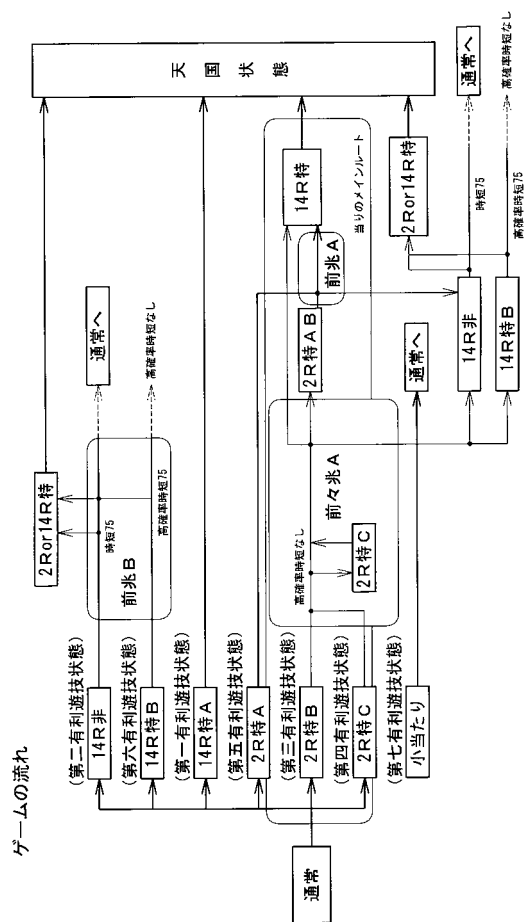 ゲームの流れ
通常
(第二有利遊技状態)
14R非
(第六有利遊技状態)
14R特B
(第一有利遊技状態)
14R特A
(第五有利遊技状態)
2R特A
(第三有利遊技状態)
2R特B
(第四有利遊技状態)
2R特C
(第七有利遊技状態)
小当たり
2Ror14R特
前兆B
時短75
高確率時短75
通常へ
高確率時短なし
高確率時短なし
2R特C
前々兆A
2R特AB
前兆A
14R特
当りのメインルート
通常へ
14R非
14R特B
2Ror14R特
時短75
高確率時短75
通常へ
高確率時短なし
天国状態